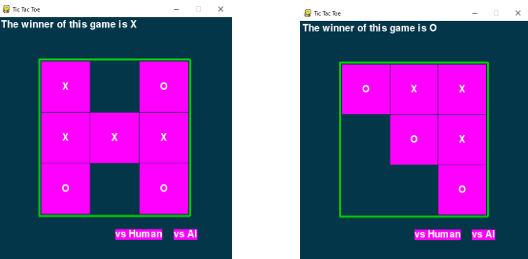 Tic Tac Toe
The winner of this game is X
X O
X X X
O O
vs Human vs AI
Tic Tac Toe
The winner of this game is O
O X X
O X
O
vs Human vs AI